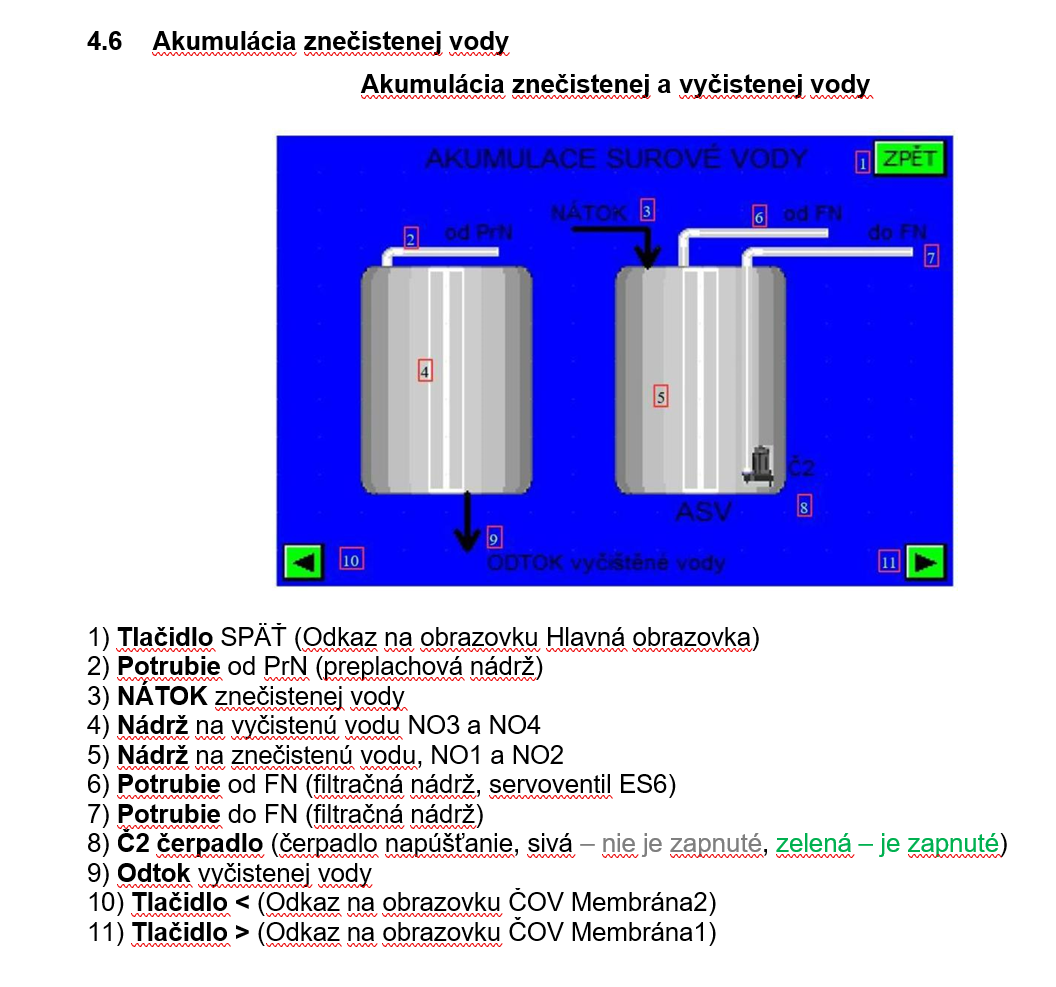 4.6 Akumulácia znečistenej vody
Akumulácia znečistenej a vyčistenej vody
AKUMULACE SUROVÉ VODY
1 ZPĚT
NÁTOK 3
6 od FN
2 od PrN
do FN
7
4
5
Č2
ASV
8
9
10
ODTOK vyčištěné vody
11
1) Tlačidlo SPÄŤ (Odkaz na obrazovku Hlavná obrazovka)
2) Potrubie od PrN (preplachová nádrž)
3) NÁTOK znečistenej vody
4) Nádrž na vyčistenú vodu NO3 a NO4
5) Nádrž na znečistenú vodu, NO1 a NO2
6) Potrubie od FN (filtračná nádrž, servoventil ES6)
7) Potrubie do FN (filtračná nádrž)
8) Č2 čerpadlo (čerpadlo napúšťanie, sivá – nie je zapnuté, zelená – je zapnuté)
9) Odtok vyčistenej vody
10) Tlačidlo < (Odkaz na obrazovku ČOV Membrána2)
11) Tlačidlo > (Odkaz na obrazovku ČOV Membrána1)